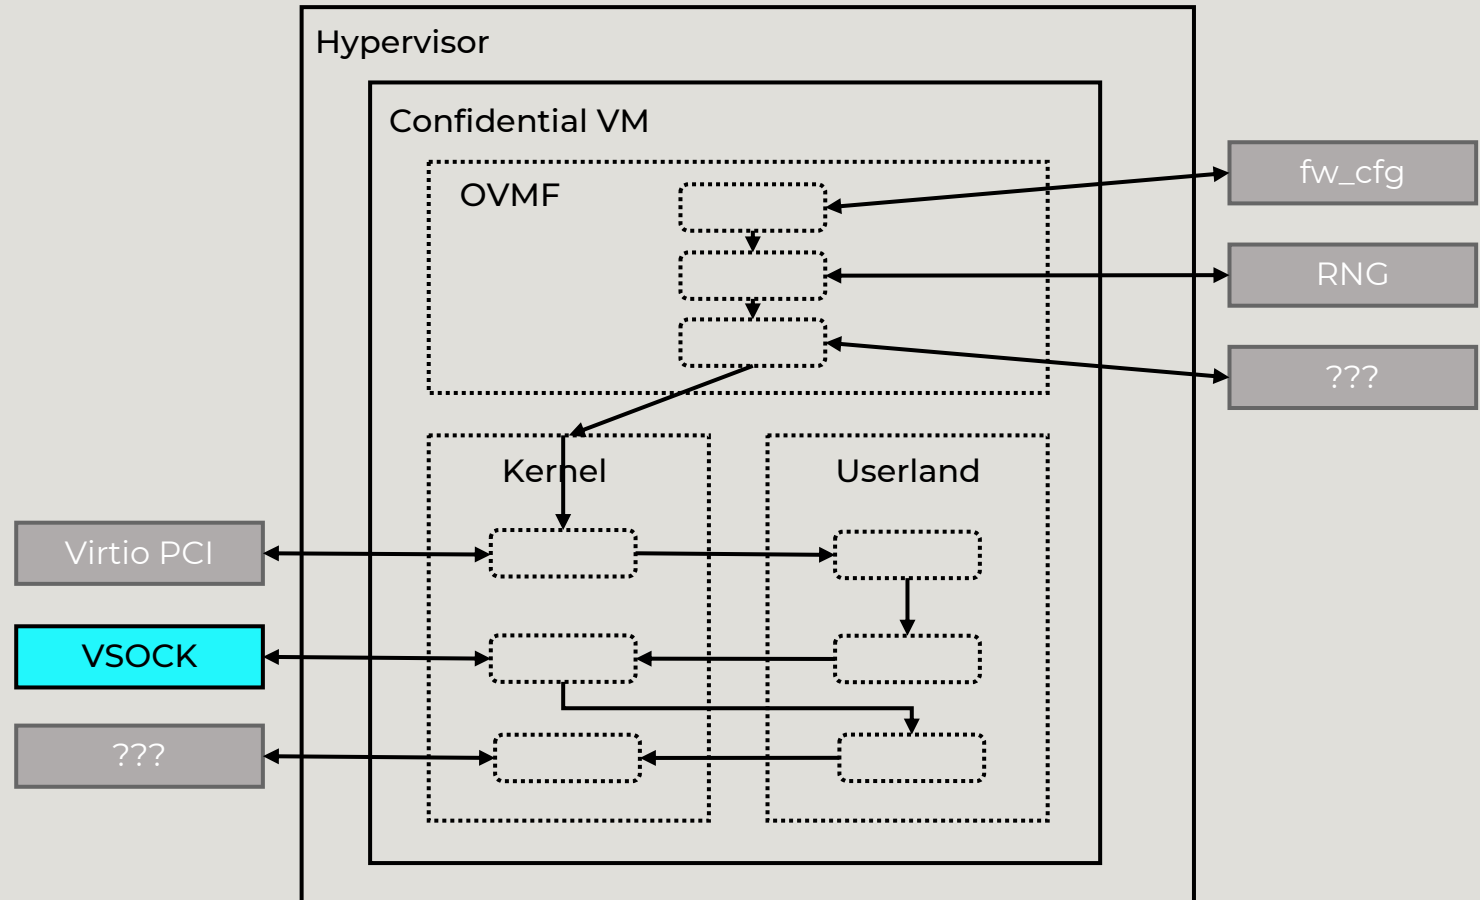 Hypervisor
Confidential VM
OVMF
fw_cfg
RNG
???
Kernel
Userland
Virtio PCI
VSOCK
???